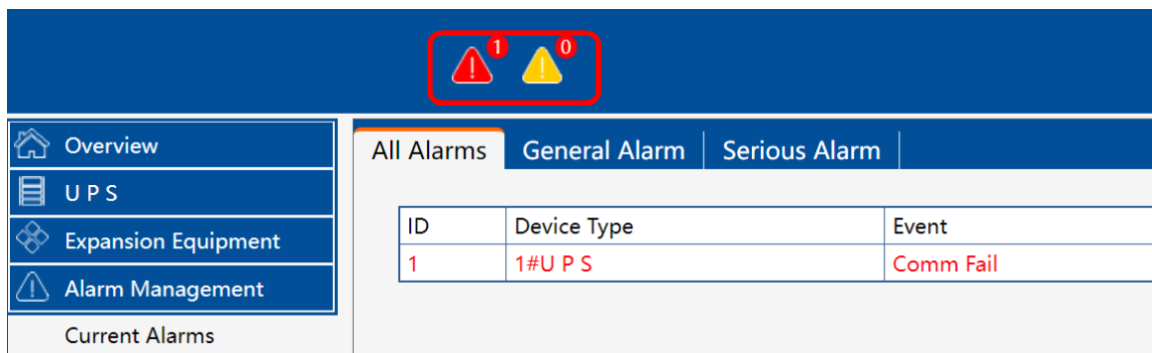 1 0
Overview
U P S
Expansion Equipment
Alarm Management
Current Alarms
All Alarms General Alarm Serious Alarm
ID Device Type Event
1 1#U P S Comm Fail